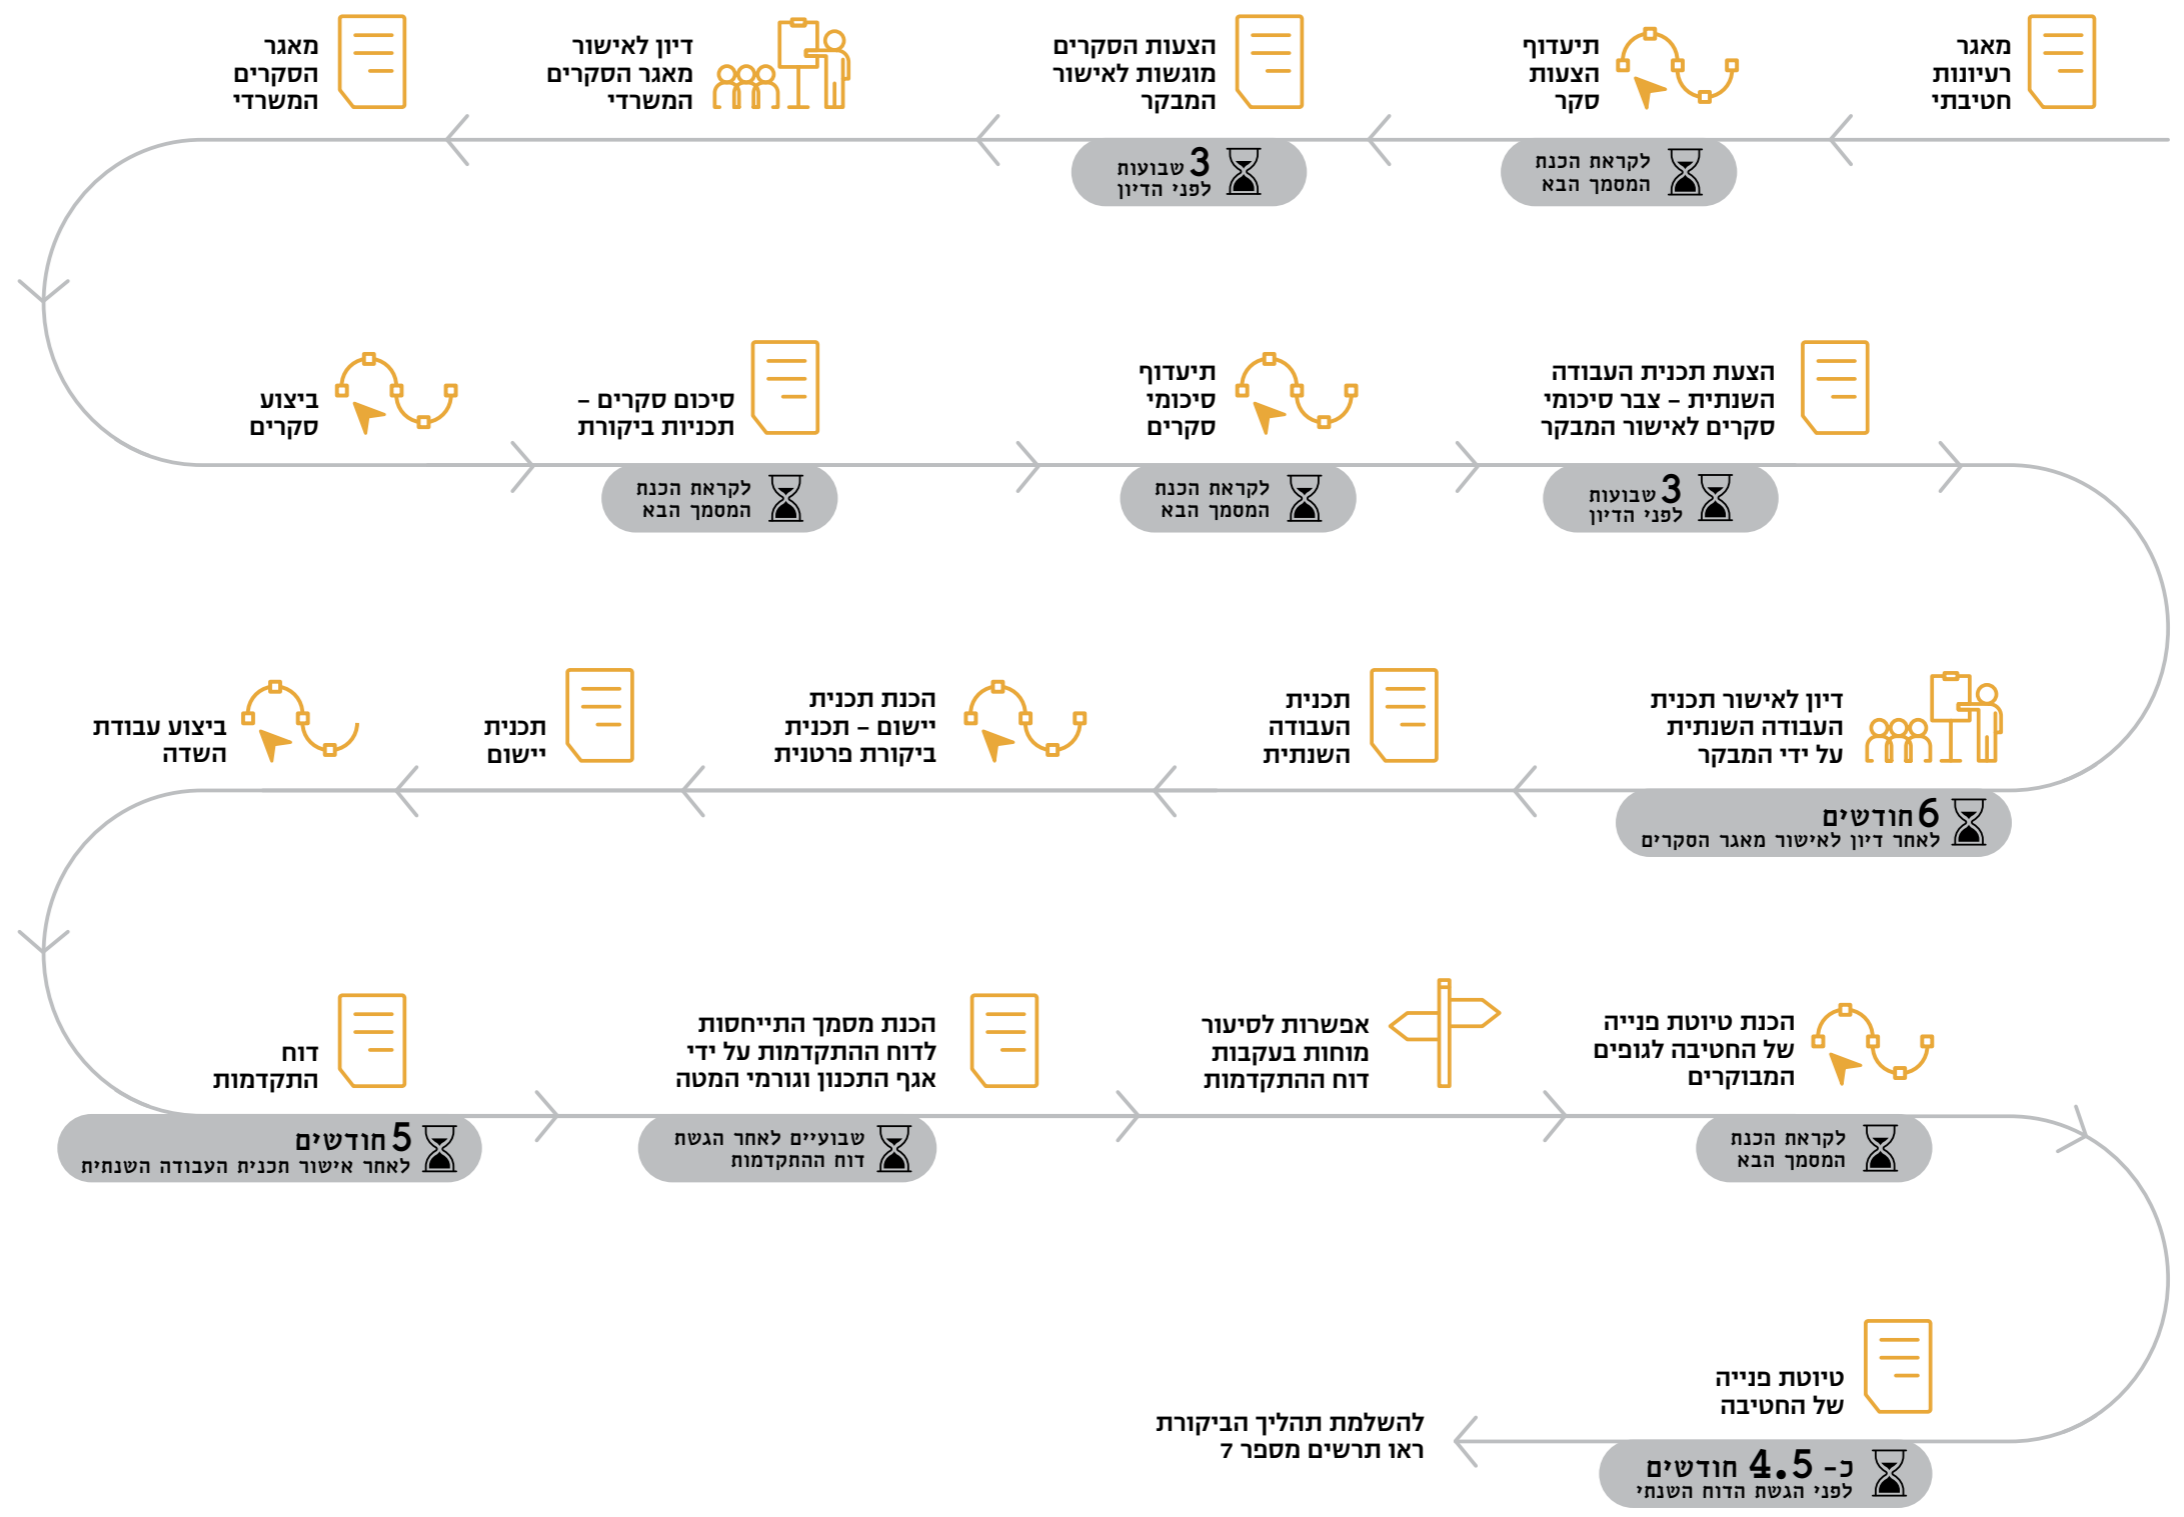 מאגר
רעיונות
חטיבתי
תיעדוף
הצעות
סקר
לקראת הכנת
המסמך הבא
הצעות הסקרים
מוגשות לאישור
המבקר
3 שבועות
לפני הדיון
דיון לאישור
מאגר הסקרים
המשרדי
מאגר
הסקרים
המשרדי
ביצוע
סקרים
סיכום סקרים –
תכניות ביקורת
לקראת הכנת
המסמך הבא
תיעדוף
סיכומי
סקרים
לקראת הכנת
המסמך הבא
הצעת תכנית העבודה
השנתית – צבר סיכומי
סקרים לאישור המבקר
3 שבועות
לפני הדיון
דיון לאישור תכנית
העבודה השנתית
על ידי המבקר
6 חודשים
לאחר דיון לאישור מאגר הסקרים
תכנית
העבודה
השנתית
הכנת תכנית
יישום – תכנית
ביקורת פרטנית
תכנית
יישום
ביצוע עבודת
השדה
דוח
התקדמות
5 חודשים
לאחר אישור תכנית העבודה השנתית
הכנת מסמך התייחסות
לדוח ההתקדמות על ידי
אגף התכנון וגורמי המטה
שבועיים לאחר הגשת
דוח ההתקדמות
אפשרות לסיעור
מוחות בעקבות
דוח ההתקדמות
הכנת טיוטת פנייה
של החטיבה לגופים
המבוקרים
לקראת הכנת
המסמך הבא
טיוטת פנייה
של החטיבה
כ- 4.5 חודשים
לפני הגשת הדוח השנתי
להשלמת תהליך הביקורת
ראו תרשים מספר 7